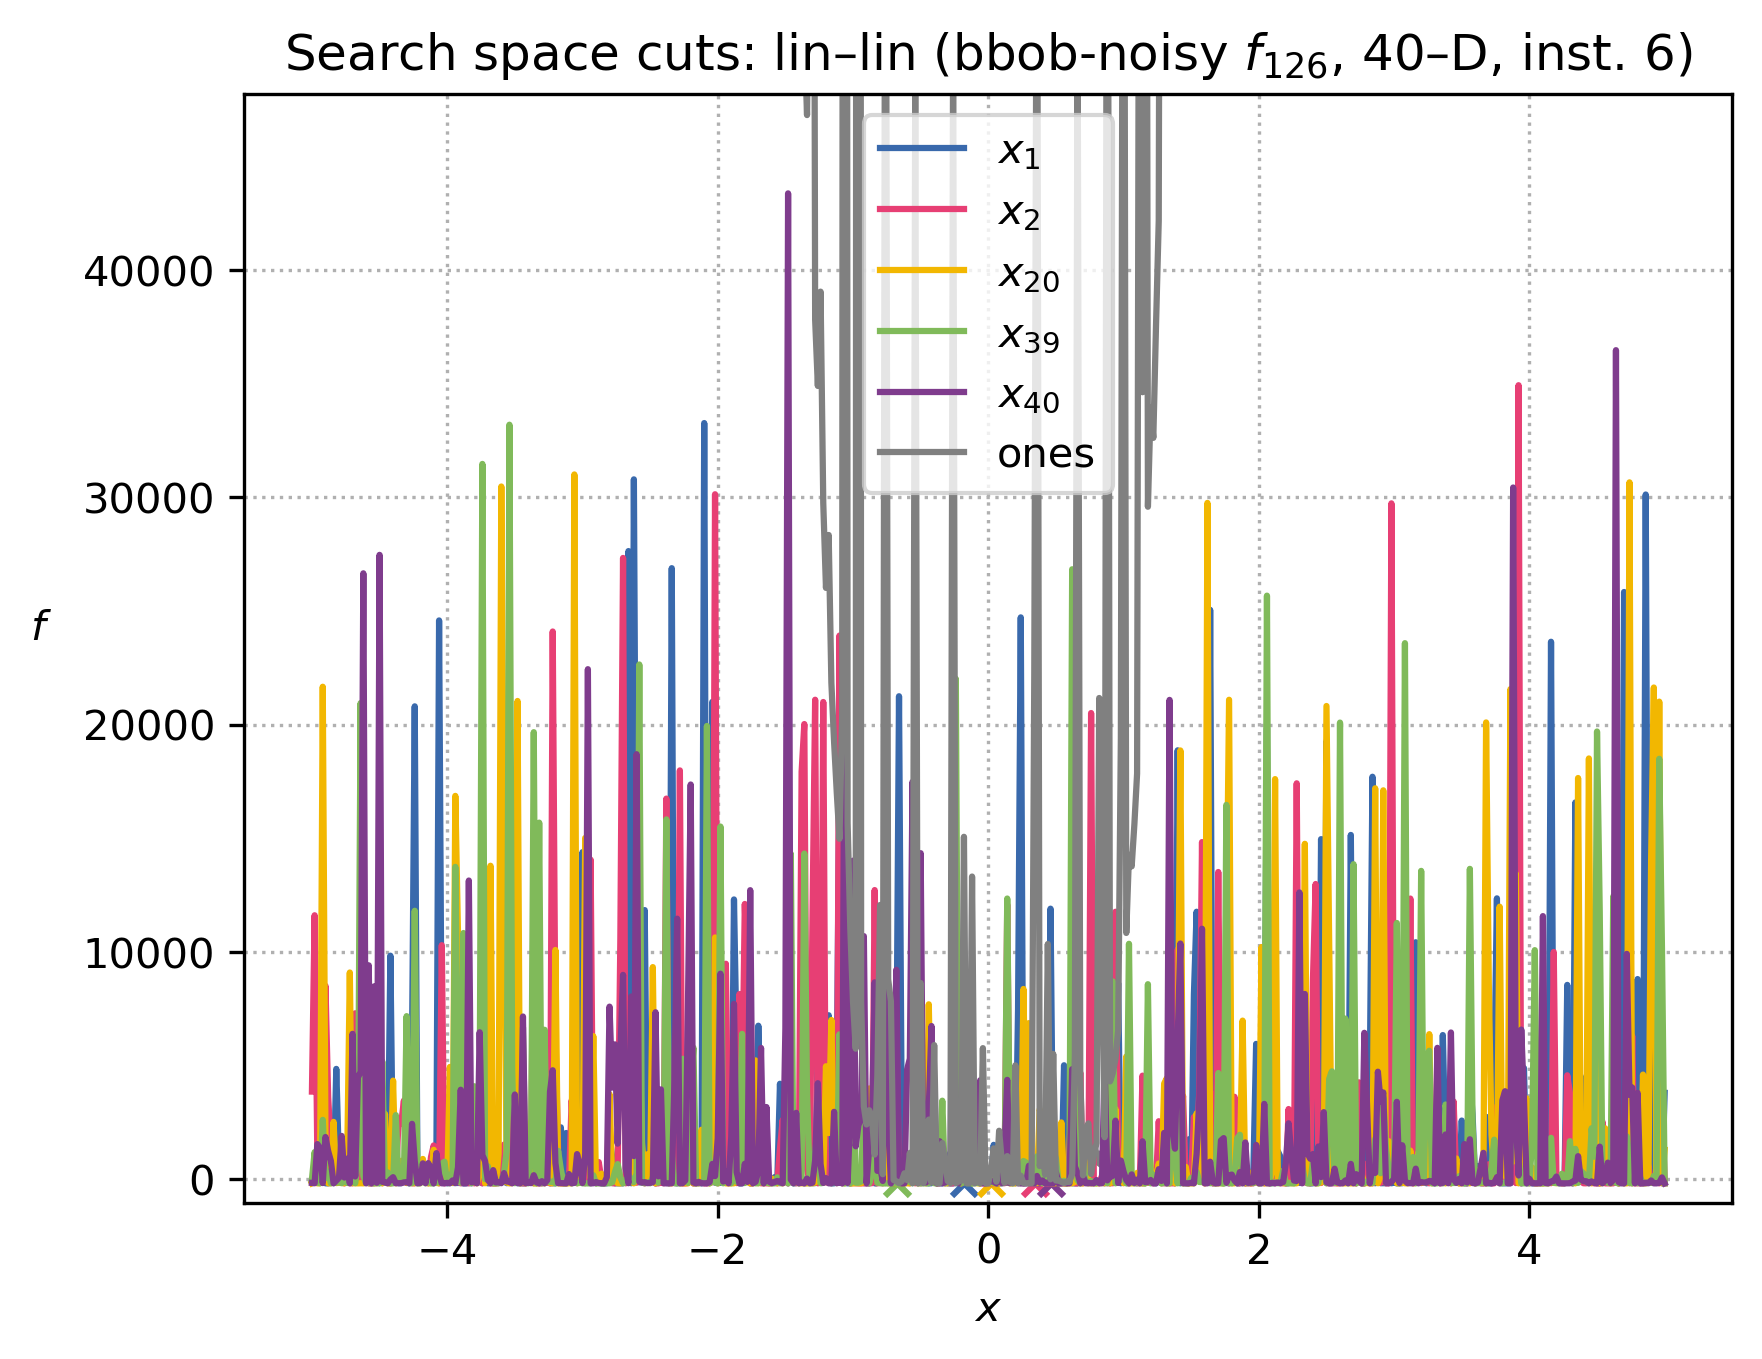 Search space cuts: lin–lin (bbob-noisy f₁₂₆, 40–D, inst. 6)
x₁
x₂
x₂₀
x₃₉
x₄₀
ones
40000
30000
20000
10000
0
f
−4 −2 0 2 4
x